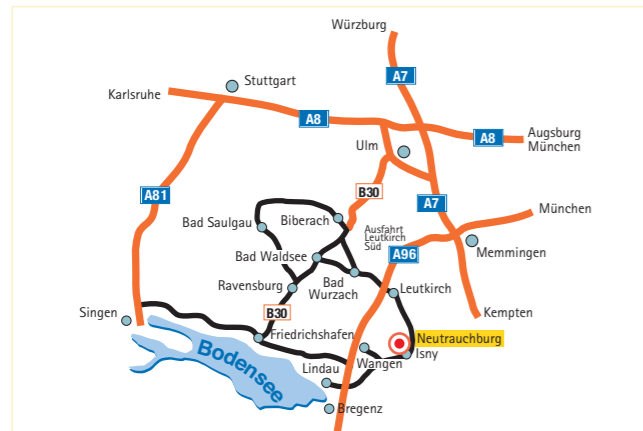 Würzburg
A7
Stuttgart
Karlsruhe
A8
A8
Augsburg
München
Ulm
A81
B30
A7
München
Bad Saulgau
Biberach
Ausfahrt
Leutkirch
Süd
A96
Memmingen
Bad Waldsee
Bad
Wurzach
Ravensburg
Leutkirch
B30
Singen
Kempten
Friedrichshafen
Neutrauchburg
Isny
Wangen
Bodensee
Lindau
Bregenz